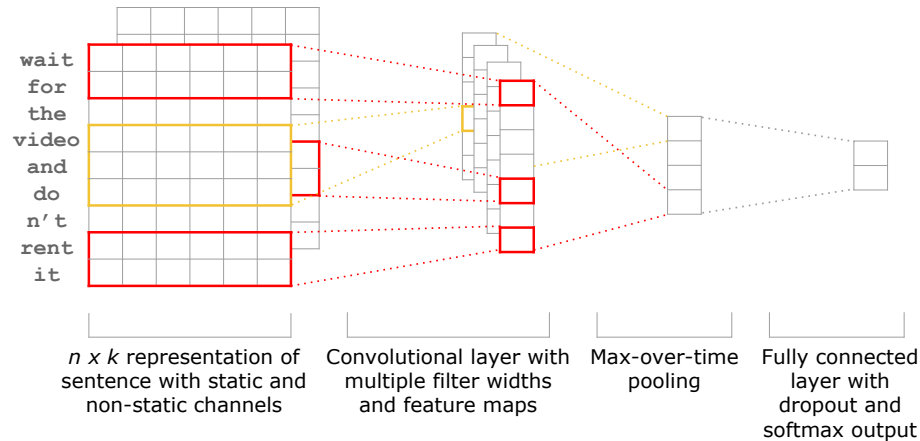 wait
for
the
video
and
do
n't
rent
it
n x k representation of
sentence with static and
non-static channels
Convolutional layer with
multiple filter widths
and feature maps
Max-over-time
pooling
Fully connected
layer with
dropout and
softmax output